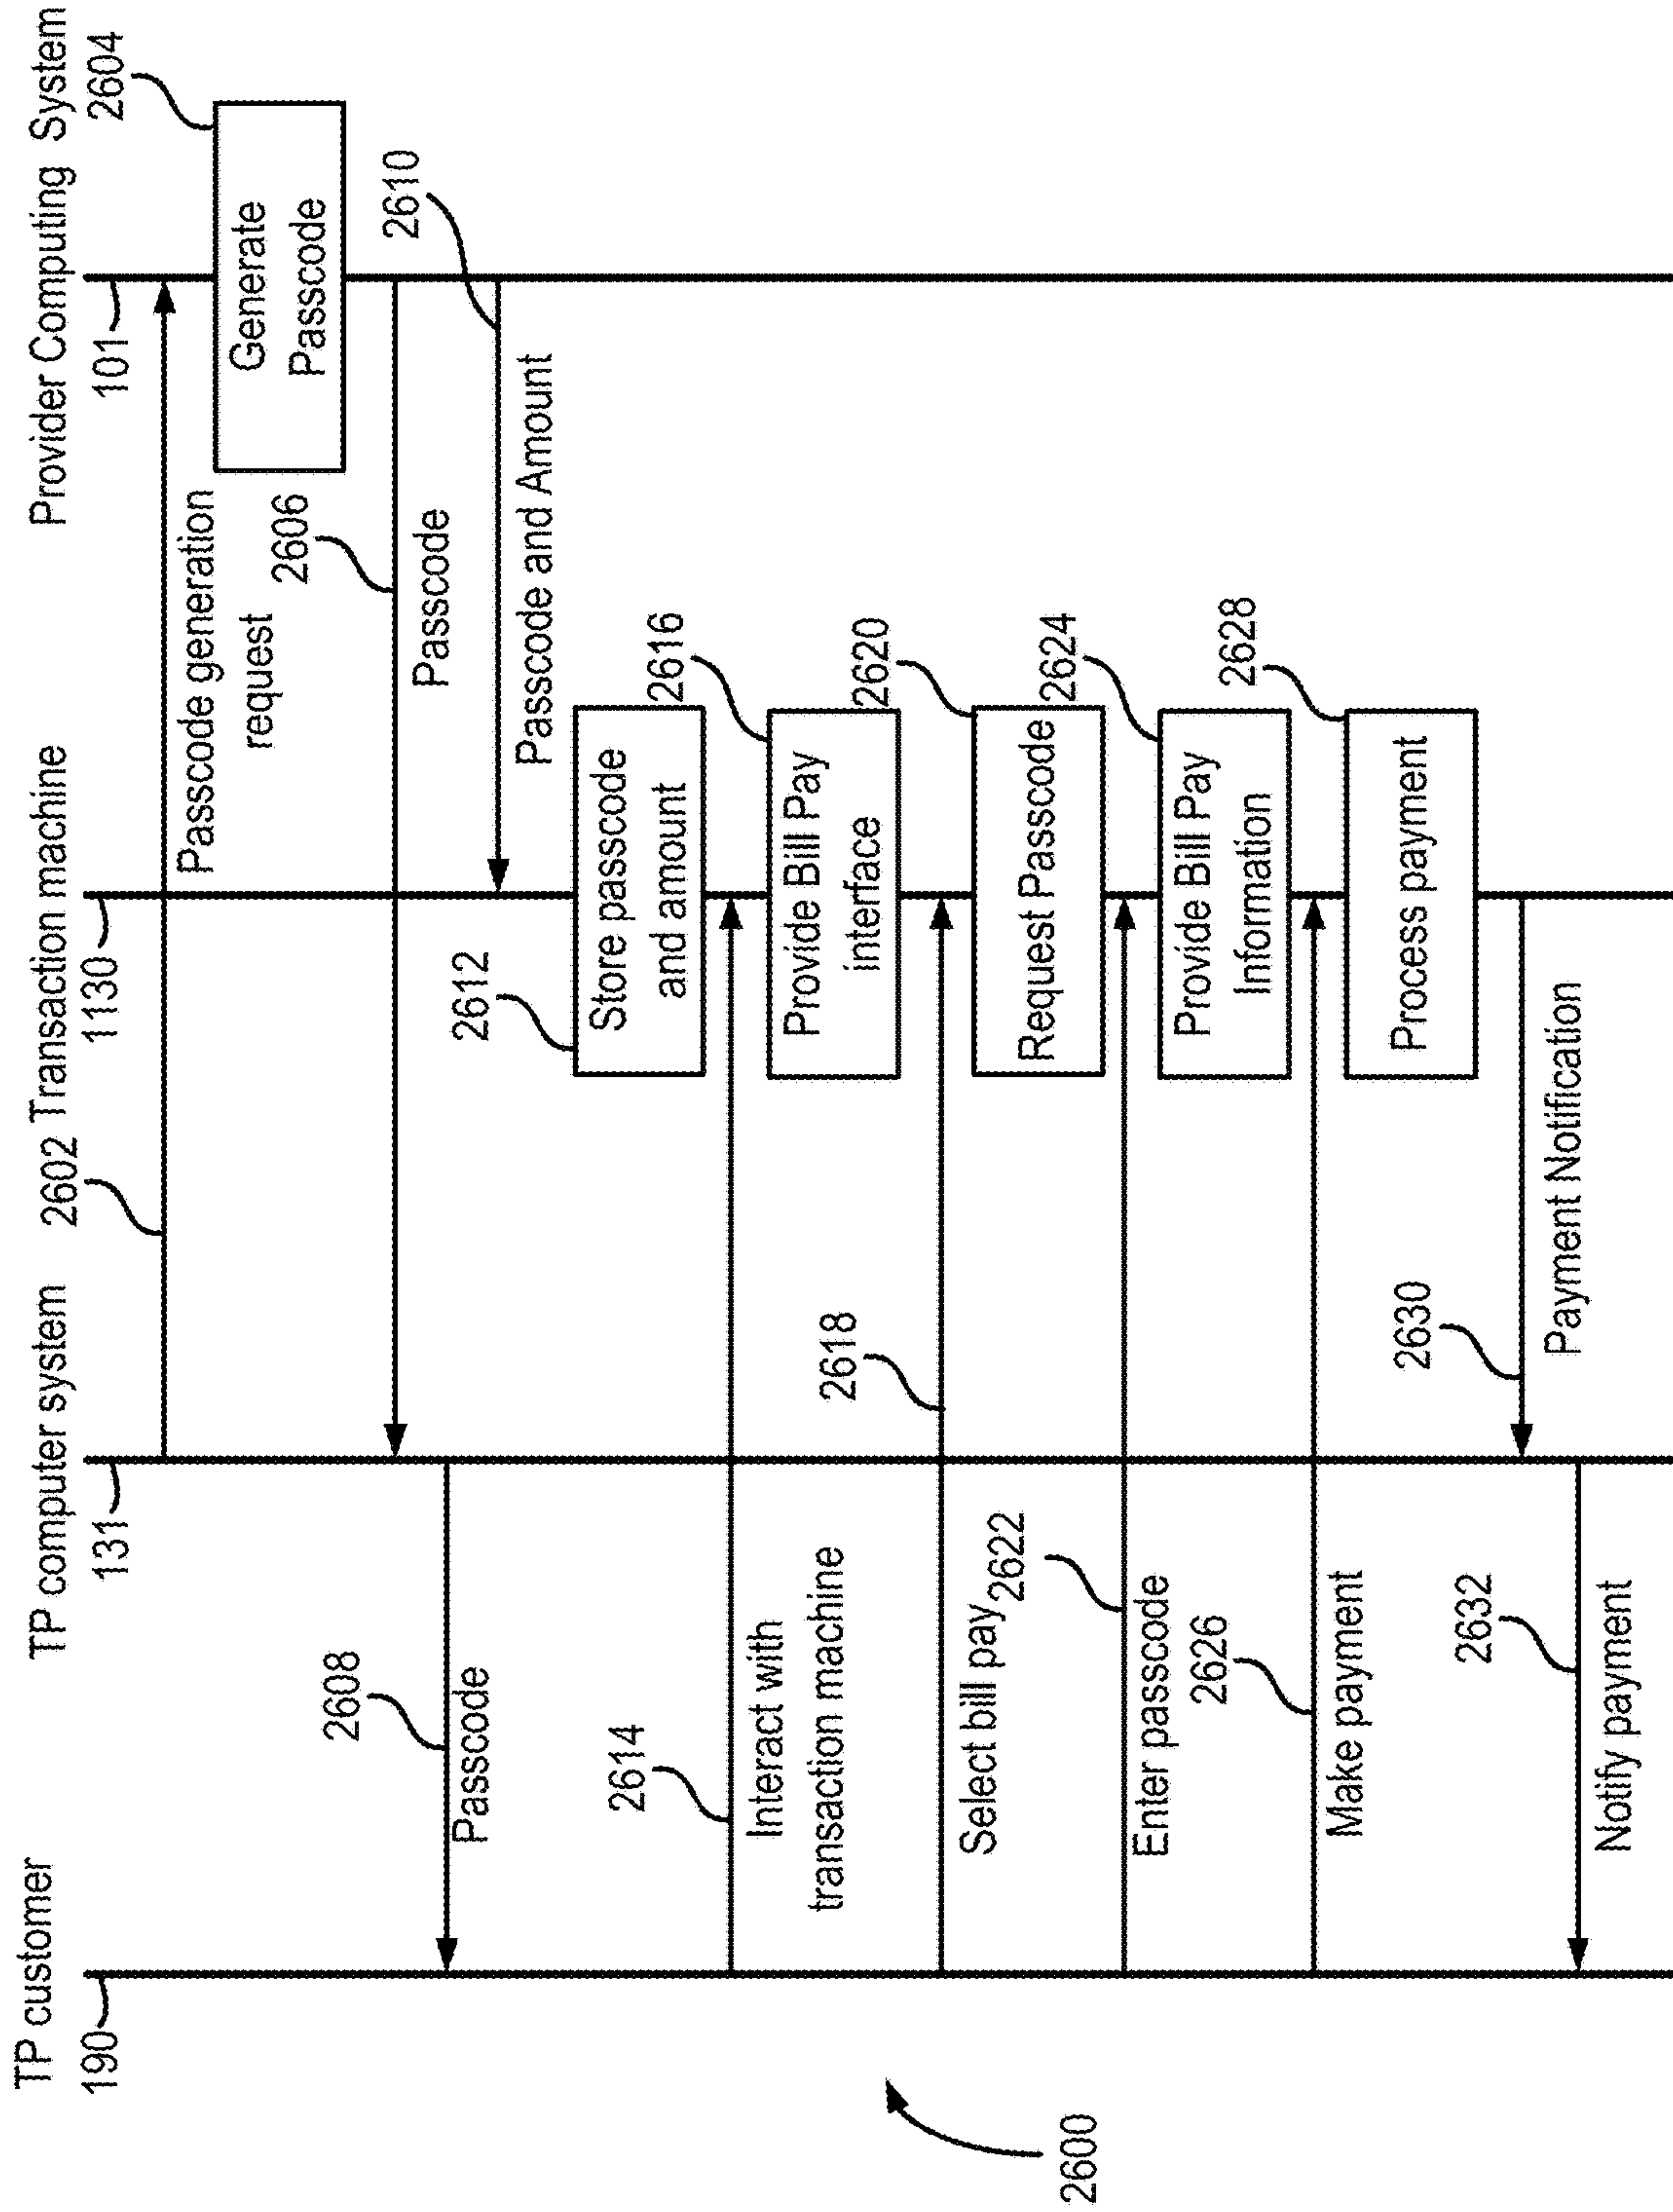 TP customer
190
TP computer system
131
2602
Transaction machine
1130
Provider Computing System
101
2604
Generate
Passcode
Passcode generation
request
2606
Passcode
2608
Passcode
2610
Passcode and Amount
2612
Store passcode
and amount
2614
Interact with
transaction machine
2616
Provide Bill Pay
interface
2618
Select bill pay
2620
Request Passcode
2622
Enter passcode
2624
Provide Bill Pay
Information
2626
Make payment
2628
Process payment
2630
Payment Notification
2632
Notify payment
2600